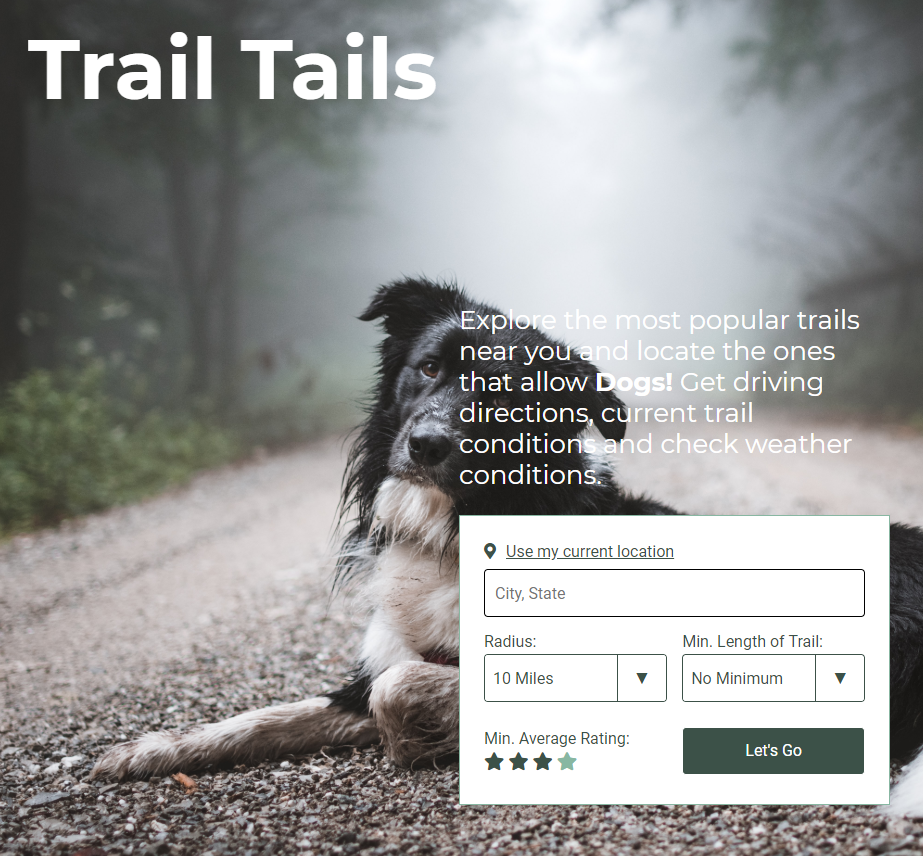 Trail Tails
Explore the most popular trails
near you and locate the ones
that allow Dogs! Get driving
directions, current trail
conditions and check weather
conditions.
Use my current location
City, State
Radius:
Min. Length of Trail:
10 Miles
No Minimum
Min. Average Rating:
Let's Go